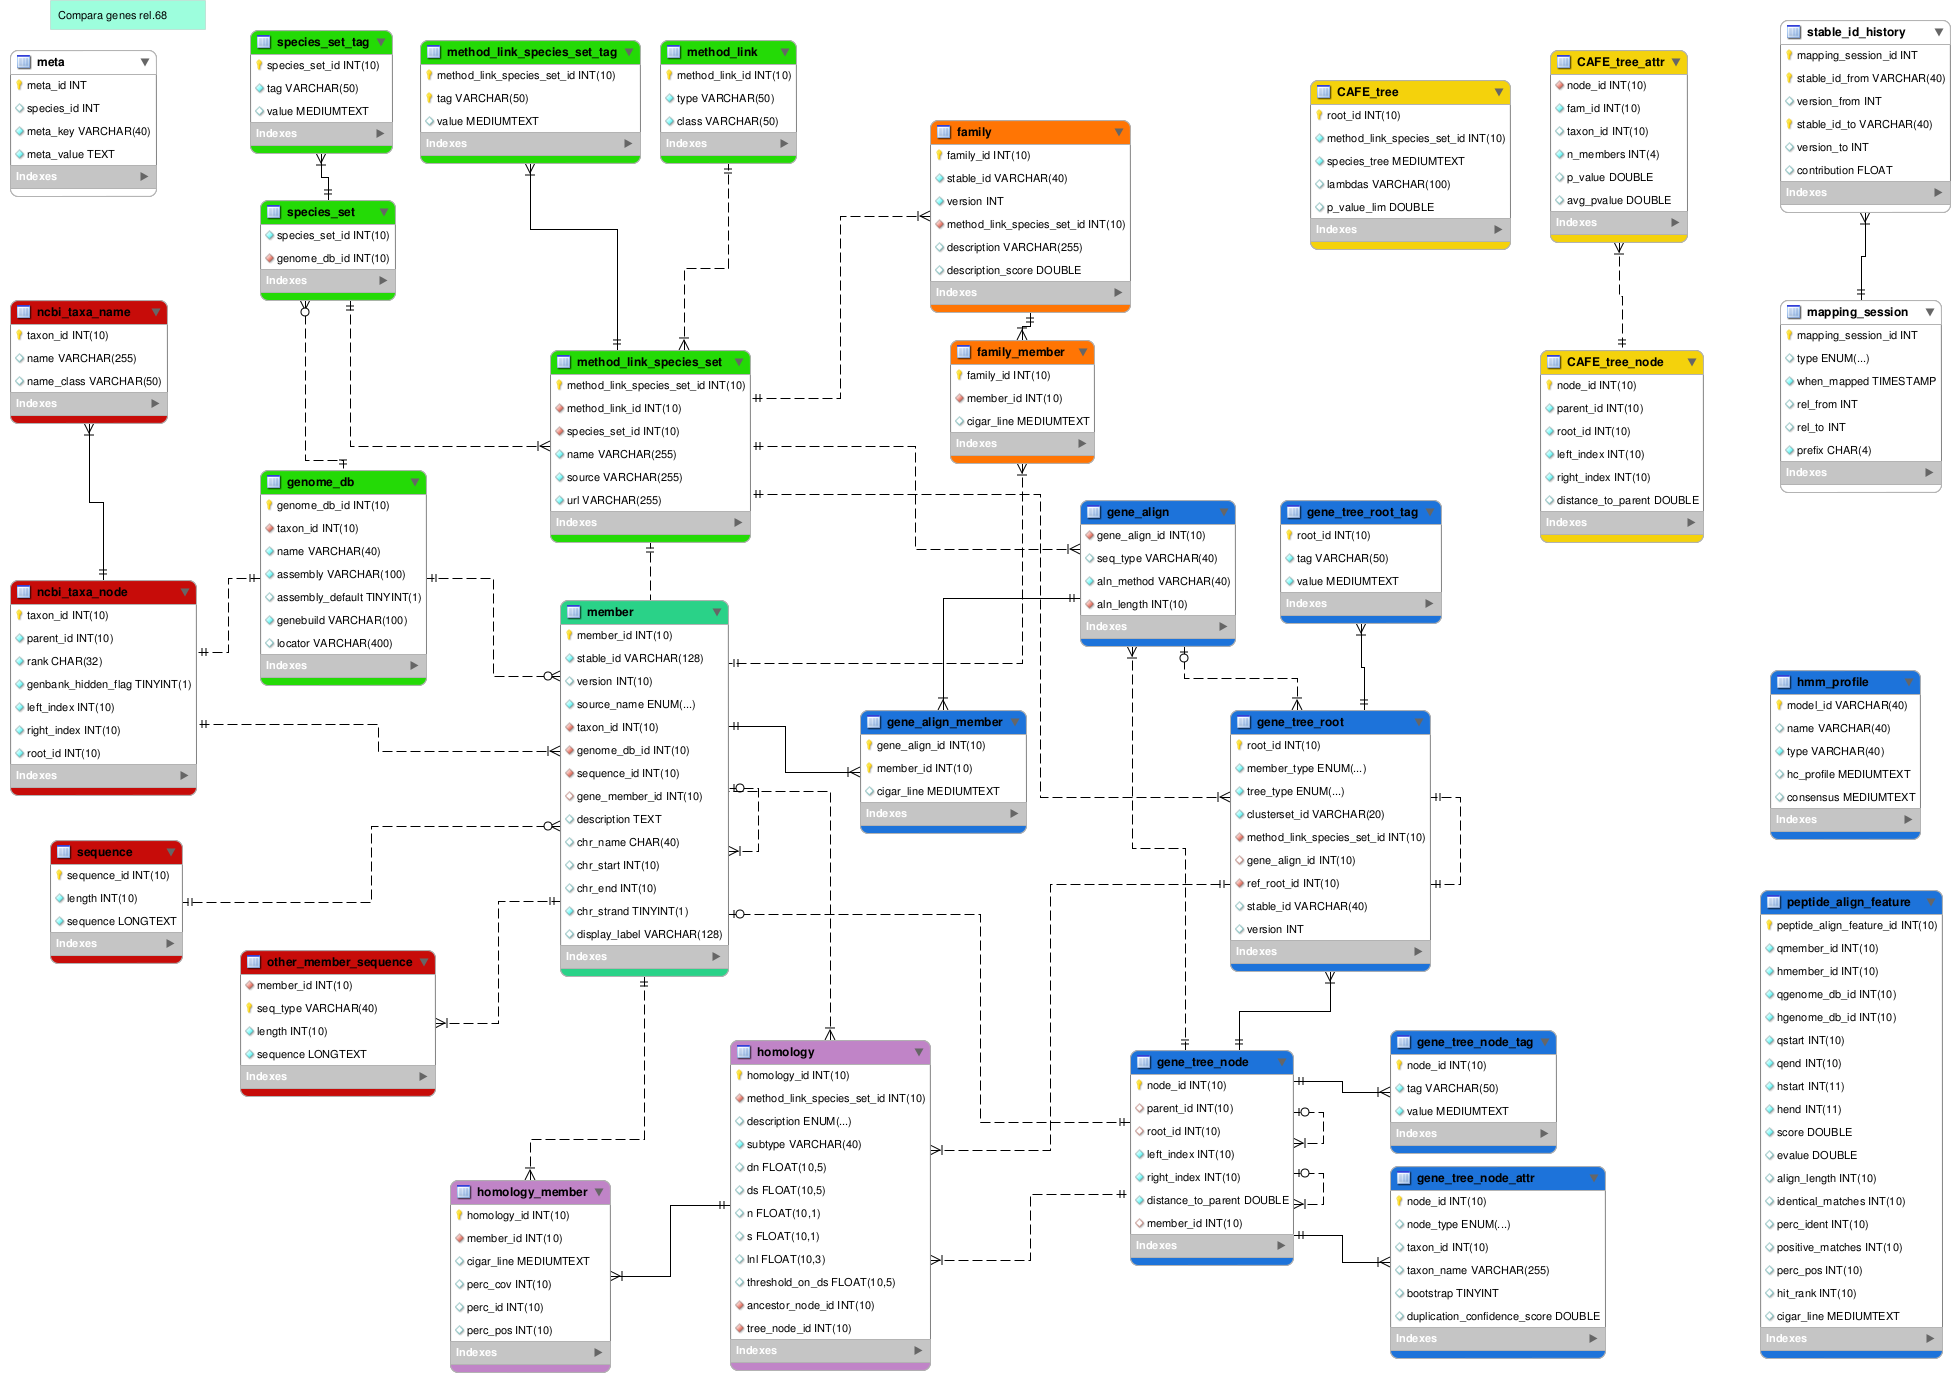 Compara genes rel.68
meta
meta_id INT
species_id INT
meta_key VARCHAR(40)
meta_value TEXT
Indexes
species_set_tag
species_set_id INT(10)
tag VARCHAR(50)
value MEDIUMTEXT
Indexes
method_link_species_set_tag
method_link_species_set_id INT(10)
tag VARCHAR(50)
value MEDIUMTEXT
Indexes
method_link
method_link_id INT(10)
type VARCHAR(50)
class VARCHAR(50)
Indexes
family
family_id INT(10)
stable_id VARCHAR(40)
version INT
method_link_species_set_id INT(10)
description VARCHAR(255)
description_score DOUBLE
Indexes
CAFE_tree
root_id INT(10)
method_link_species_set_id INT(10)
species_tree MEDIUMTEXT
lambdas VARCHAR(100)
p_value_lim DOUBLE
Indexes
CAFE_tree_attr
node_id INT(10)
fam_id INT(10)
taxon_id INT(10)
n_members INT(4)
p_value DOUBLE
avg_pvalue DOUBLE
Indexes
stable_id_history
mapping_session_id INT
stable_id_from VARCHAR(40)
version_from INT
stable_id_to VARCHAR(40)
version_to INT
contribution FLOAT
Indexes
species_set
species_set_id INT(10)
genome_db_id INT(10)
Indexes
ncbi_taxa_name
taxon_id INT(10)
name VARCHAR(255)
name_class VARCHAR(50)
Indexes
method_link_species_set
method_link_species_set_id INT(10)
method_link_id INT(10)
species_set_id INT(10)
name VARCHAR(255)
source VARCHAR(255)
url VARCHAR(255)
Indexes
family_member
family_id INT(10)
member_id INT(10)
cigar_line MEDIUMTEXT
Indexes
CAFE_tree_node
node_id INT(10)
parent_id INT(10)
root_id INT(10)
left_index INT(10)
right_index INT(10)
distance_to_parent DOUBLE
Indexes
mapping_session
mapping_session_id INT
type ENUM(...)
when_mapped TIMESTAMP
rel_from INT
rel_to INT
prefix CHAR(4)
Indexes
genome_db
genome_db_id INT(10)
taxon_id INT(10)
name VARCHAR(40)
assembly VARCHAR(100)
assembly_default TINYINT(1)
genebuild VARCHAR(100)
locator VARCHAR(400)
Indexes
gene_align
gene_align_id INT(10)
seq_type VARCHAR(40)
aln_method VARCHAR(40)
aln_length INT(10)
Indexes
gene_tree_root_tag
root_id INT(10)
tag VARCHAR(50)
value MEDIUMTEXT
Indexes
ncbi_taxa_node
taxon_id INT(10)
parent_id INT(10)
rank CHAR(32)
genbank_hidden_flag TINYINT(1)
left_index INT(10)
right_index INT(10)
root_id INT(10)
Indexes
member
member_id INT(10)
stable_id VARCHAR(128)
version INT(10)
source_name ENUM(...)
taxon_id INT(10)
genome_db_id INT(10)
sequence_id INT(10)
gene_member_id INT(10)
description TEXT
chr_name CHAR(40)
chr_start INT(10)
chr_end INT(10)
chr_strand TINYINT(1)
display_label VARCHAR(128)
Indexes
gene_align_member
gene_align_id INT(10)
member_id INT(10)
cigar_line MEDIUMTEXT
Indexes
gene_tree_root
root_id INT(10)
member_type ENUM(...)
tree_type ENUM(...)
clusterset_id VARCHAR(20)
method_link_species_set_id INT(10)
gene_align_id INT(10)
ref_root_id INT(10)
stable_id VARCHAR(40)
version INT
Indexes
hmm_profile
model_id VARCHAR(40)
name VARCHAR(40)
type VARCHAR(40)
hc_profile MEDIUMTEXT
consensus MEDIUMTEXT
Indexes
sequence
sequence_id INT(10)
length INT(10)
sequence LONGTEXT
Indexes
other_member_sequence
member_id INT(10)
seq_type VARCHAR(40)
length INT(10)
sequence LONGTEXT
Indexes
peptide_align_feature
peptide_align_feature_id INT(10)
qmember_id INT(10)
hmember_id INT(10)
qgenome_db_id INT(10)
hgenome_db_id INT(10)
qstart INT(10)
qend INT(10)
hstart INT(11)
hend INT(11)
score DOUBLE
evalue DOUBLE
align_length INT(10)
identical_matches INT(10)
perc_ident INT(10)
positive_matches INT(10)
perc_pos INT(10)
hit_rank INT(10)
cigar_line MEDIUMTEXT
Indexes
homology
homology_id INT(10)
method_link_species_set_id INT(10)
description ENUM(...)
subtype VARCHAR(40)
dn FLOAT(10,5)
ds FLOAT(10,5)
n FLOAT(10,1)
s FLOAT(10,1)
lnl FLOAT(10,3)
threshold_on_ds FLOAT(10,5)
ancestor_node_id INT(10)
tree_node_id INT(10)
Indexes
gene_tree_node
node_id INT(10)
parent_id INT(10)
root_id INT(10)
left_index INT(10)
right_index INT(10)
distance_to_parent DOUBLE
member_id INT(10)
Indexes
gene_tree_node_tag
node_id INT(10)
tag VARCHAR(50)
value MEDIUMTEXT
Indexes
homology_member
homology_id INT(10)
member_id INT(10)
cigar_line MEDIUMTEXT
perc_cov INT(10)
perc_id INT(10)
perc_pos INT(10)
Indexes
gene_tree_node_attr
node_id INT(10)
node_type ENUM(...)
taxon_id INT(10)
taxon_name VARCHAR(255)
bootstrap TINYINT
duplication_confidence_score DOUBLE
Indexes